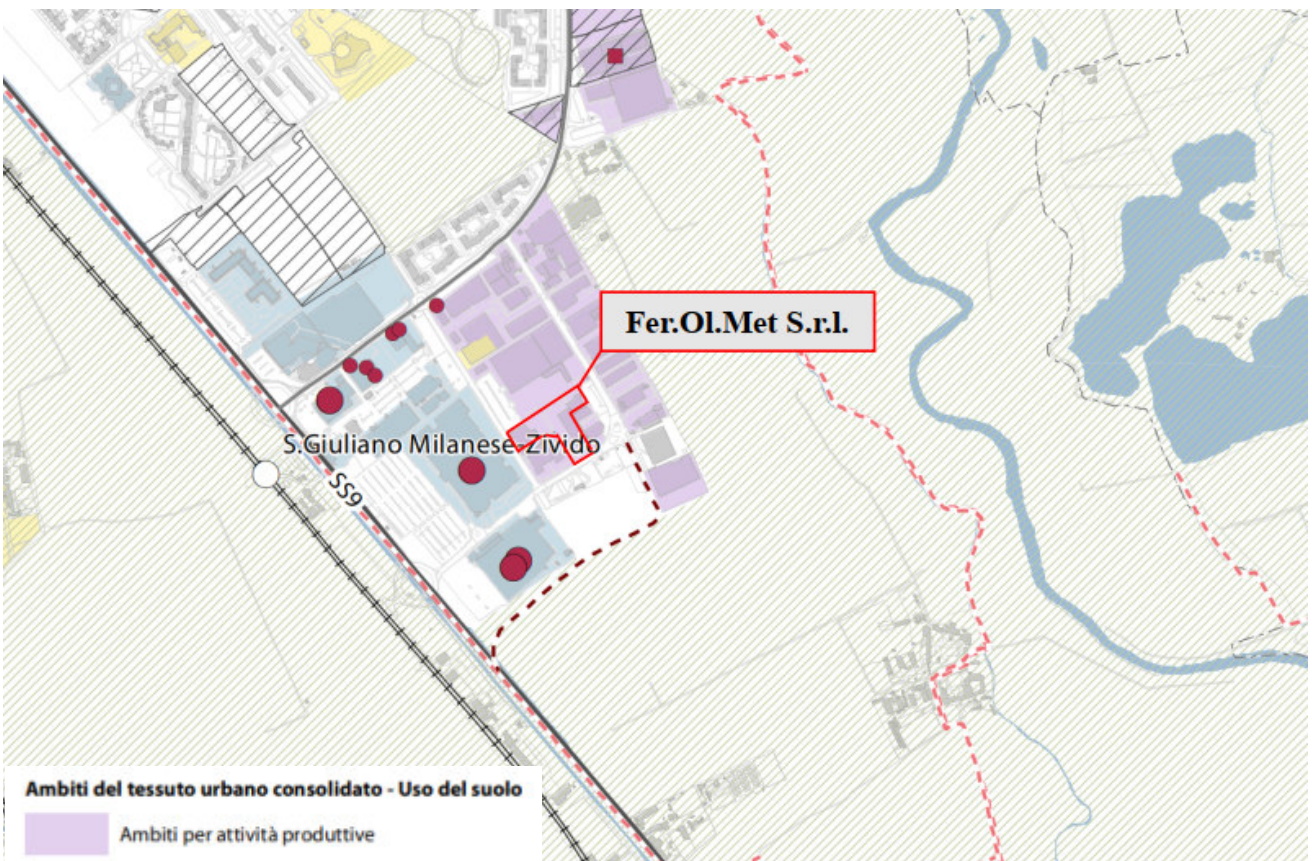 Fer.Ol.Met S.r.l.
S.Giuliano Milanese-Zivido
SS9
Ambiti del tessuto urbano consolidato - Uso del suolo
Ambiti per attività produttive